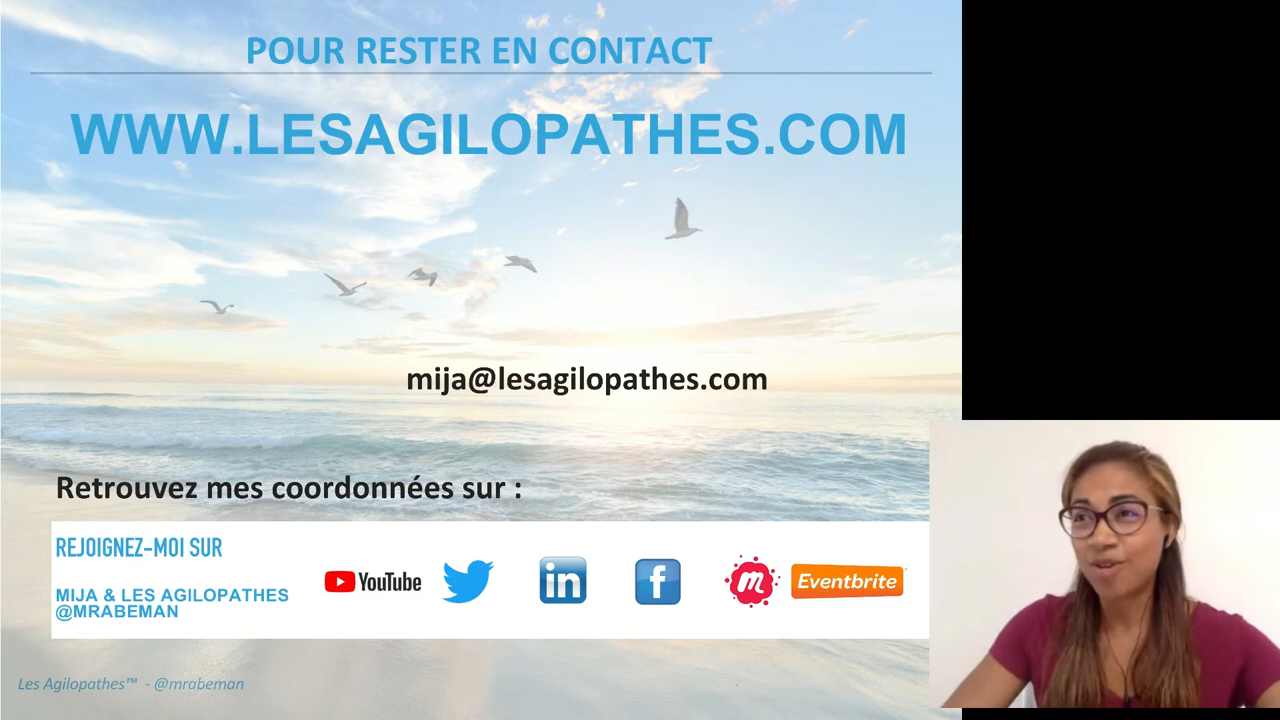 POUR RESTER EN CONTACT
WWW.LESAGILOPATHES.COM
mija@lesagilopathes.com
Retrouvez mes coordonnées sur :
REJOIGNEZ-MOI SUR
MIJA & LES AGILOPATHES
@MRABEMAN
YouTube
in
f
m
Eventbrite
Les Agilopathes™ - @mrabeman